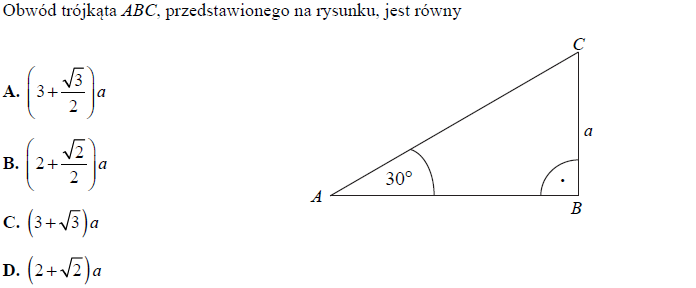 Obwód trójkąta ABC, przedstawionego na rysunku, jest równy
A. (3+√3/2)a
B. (2+√2/2)a
C. (3+√3)a
D. (2+√2)a
C
a
30°
A
B